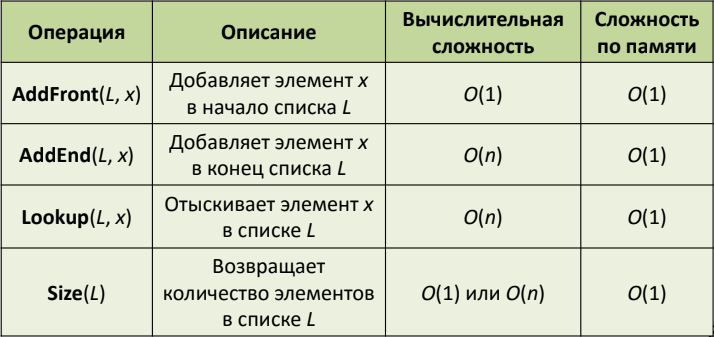 Операция
Описание
Вычислительная
сложность
Сложность
по памяти
AddFront(L, x)
Добавляет элемент x
в начало списка L
O(1)
O(1)
AddEnd(L, x)
Добавляет элемент x
в конец списка L
O(n)
O(1)
Lookup(L, x)
Отыскивает элемент x
в списке L
O(n)
O(1)
Size(L)
Возвращает
количество элементов
в списке L
O(1) или O(n)
O(1)